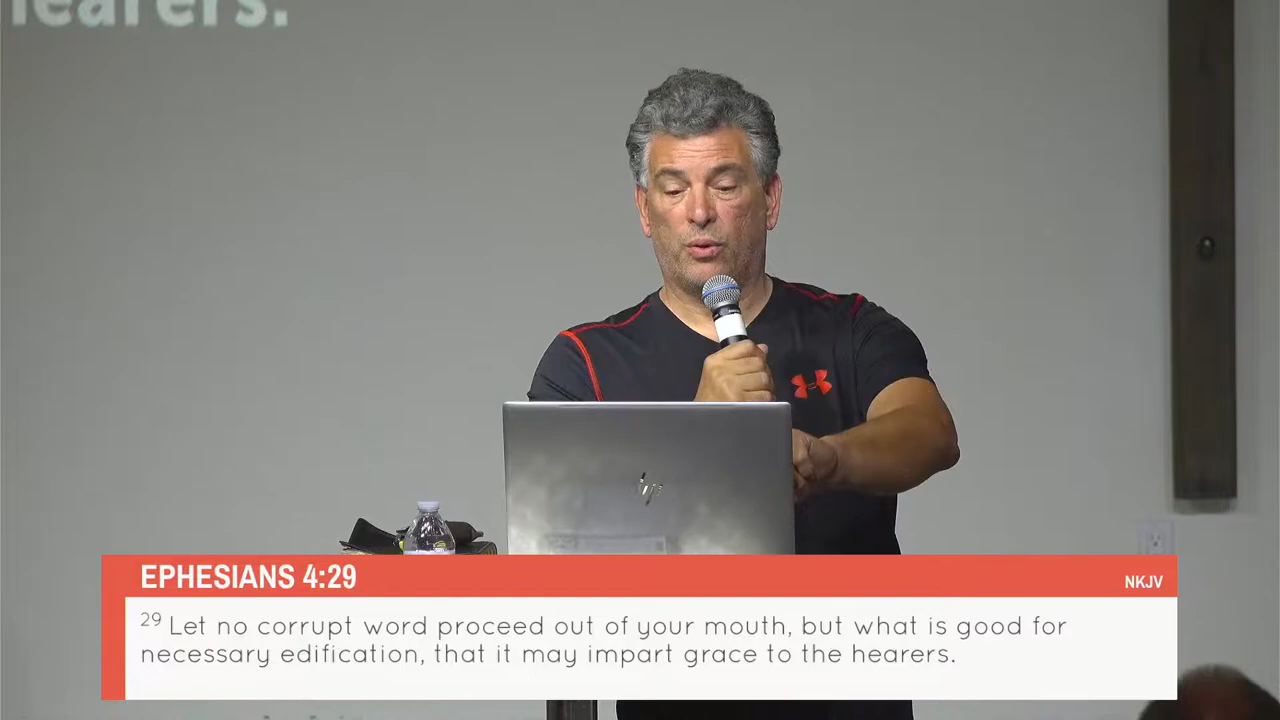 hearers.
hp
EPHESIANS 4:29
NKJV
29 Let no corrupt word proceed out of your mouth, but what is good for
necessary edification, that it may impart grace to the hearers.